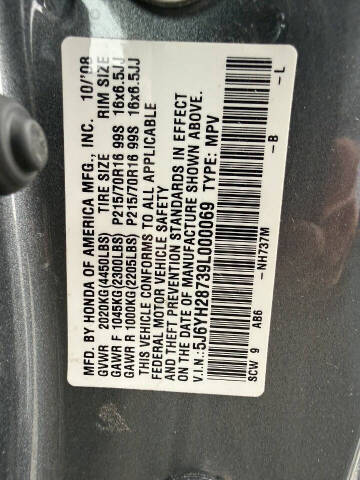 MFD. BY HONDA OF AMERICA MFG., INC. 10/'08
GVWR 2020KG(4450LBS) TIRE SIZE RIM SIZE
GAWR F 1045KG(2300LBS) P215/70R16 99S 16x6.5JJ
GAWR R 1000KG(2205LBS) P215/70R16 99S 16x6.5JJ
THIS VEHICLE CONFORMS TO ALL APPLICABLE
FEDERAL MOTOR VEHICLE SAFETY
AND THEFT PREVENTION STANDARDS IN EFFECT
ON THE DATE OF MANUFACTURE SHOWN ABOVE.
V.I.N.: 5J6YH28739L000069 TYPE: MPV
SCW 9 AB6 -NH737M -B -L